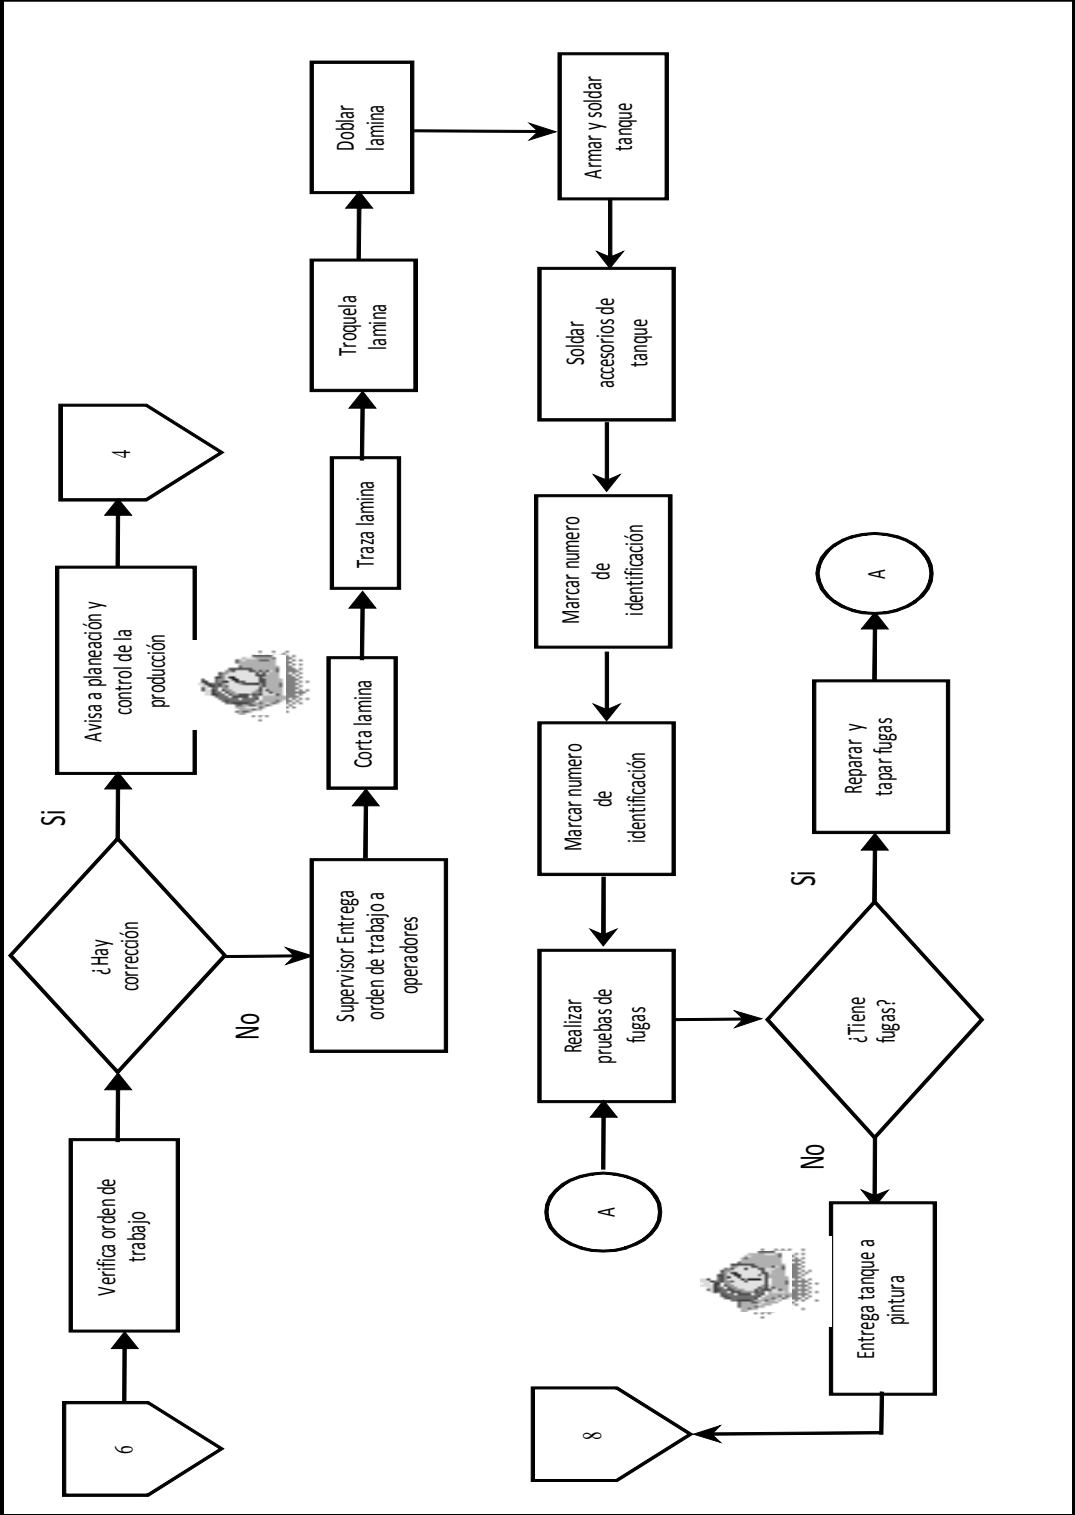 6
Verifica orden de
trabajo
¿Hay
corrección
Si
Avisa a planeación y
control de la
producción
4
No
Supervisor Entrega
orden de trabajo a
operadores
Corta lamina
Traza lamina
Troquela
lamina
Doblar
lamina
Armar y soldar
tanque
Soldar
accesorios de
tanque
Marcar numero
de
identificación
Marcar numero
de
identificación
Realizar
pruebas de
fugas
A
¿Tiene
fugas?
Si
Reparar y
tapar fugas
A
No
Entrega tanque a
pintura
8